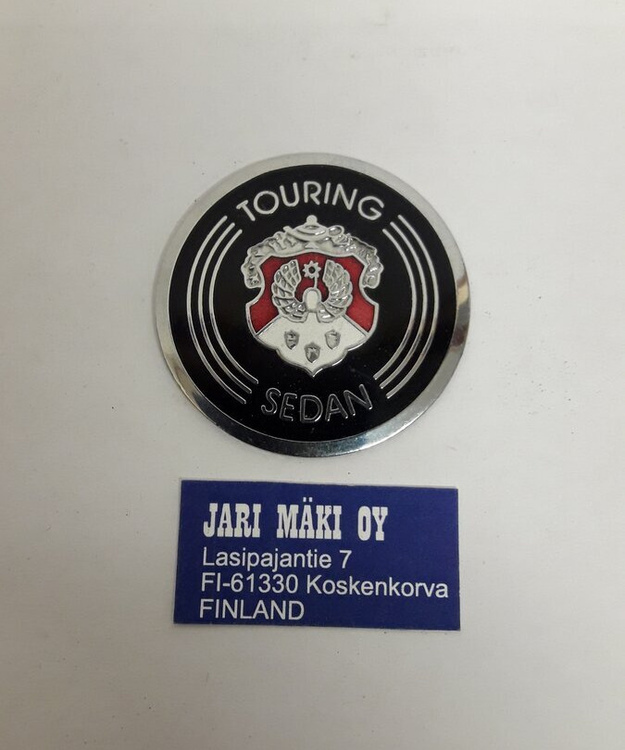 TOURING
SEDAN
JARI MÄKI OY
Lasipajantie 7
FI-61330 Koskenkorva
FINLAND